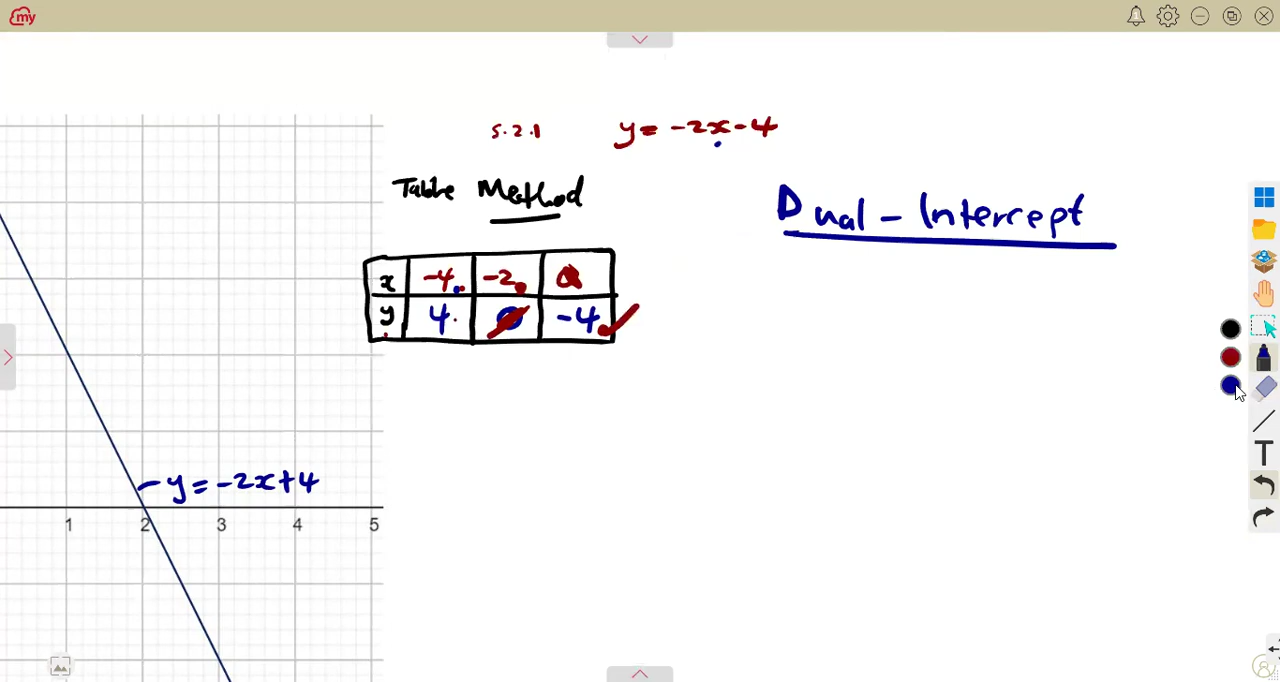 my
5.2.1 y = -2x-4
Table Method
Dual - Intercept
x -4 -2 0
y 4 0 -4
y = -2x+4
1 2 3 4 5
T